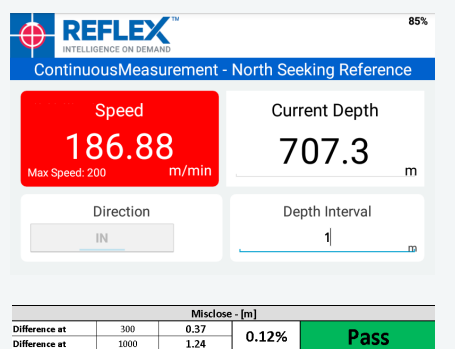 REFLEX™
85%
INTELLIGENCE ON DEMAND
ContinuousMeasurement - North Seeking Reference
Speed
Current Depth
186.88
707.3
Max Speed: 200 m/min
m
Direction
Depth Interval
IN
1
m
Misclose - [m]
Difference at 300 0.37
0.12% Pass
Difference at 1000 1.24